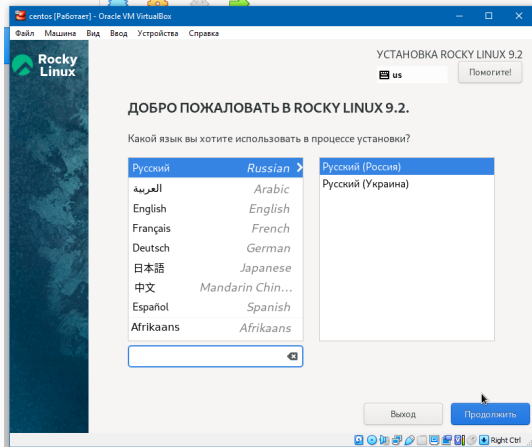 centos [Работает] - Oracle VM VirtualBox
Файл Машина Вид Ввод Устройства Справка
Rocky Linux
УСТАНОВКА ROCKY LINUX 9.2
us
Помогите!
ДОБРО ПОЖАЛОВАТЬ В ROCKY LINUX 9.2.
Какой язык вы хотите использовать в процессе установки?
Русский Russian
Русский (Россия)
العربية Arabic
Русский (Украина)
English English
Français French
Deutsch German
日本語 Japanese
中文 Mandarin Chin...
Español Spanish
Afrikaans Afrikaans
Выход
Продолжить
Right Ctrl